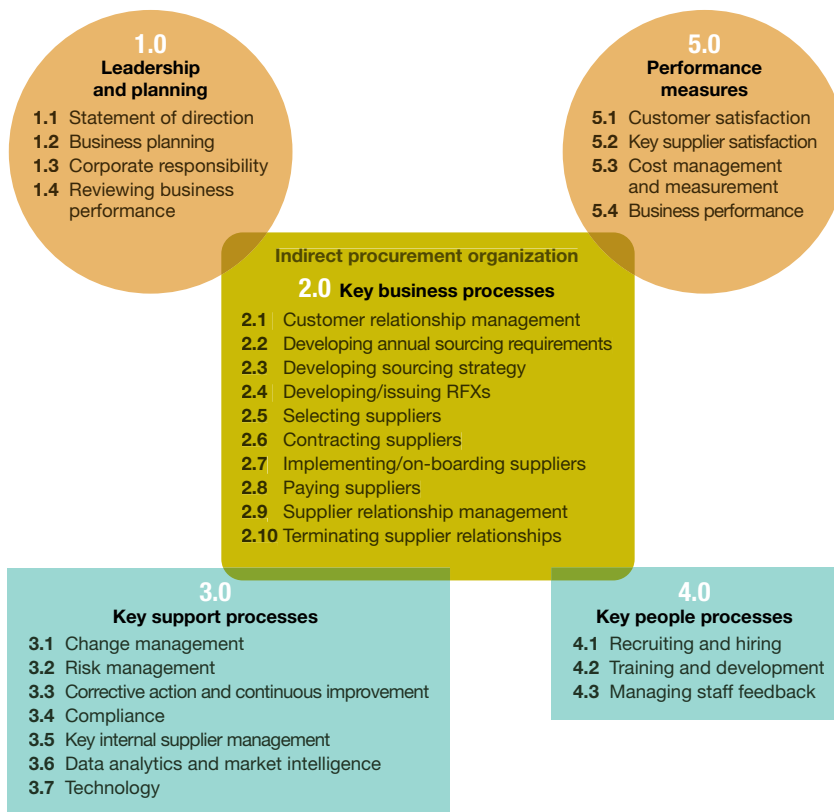 1.0
Leadership
and planning
1.1 Statement of direction
1.2 Business planning
1.3 Corporate responsibility
1.4 Reviewing business
performance
5.0
Performance
measures
5.1 Customer satisfaction
5.2 Key supplier satisfaction
5.3 Cost management
and measurement
5.4 Business performance
Indirect procurement organization
2.0 Key business processes
2.1 Customer relationship management
2.2 Developing annual sourcing requirements
2.3 Developing sourcing strategy
2.4 Developing/issuing RFXs
2.5 Selecting suppliers
2.6 Contracting suppliers
2.7 Implementing/on-boarding suppliers
2.8 Paying suppliers
2.9 Supplier relationship management
2.10 Terminating supplier relationships
3.0
Key support processes
3.1 Change management
3.2 Risk management
3.3 Corrective action and continuous improvement
3.4 Compliance
3.5 Key internal supplier management
3.6 Data analytics and market intelligence
3.7 Technology
4.0
Key people processes
4.1 Recruiting and hiring
4.2 Training and development
4.3 Managing staff feedback